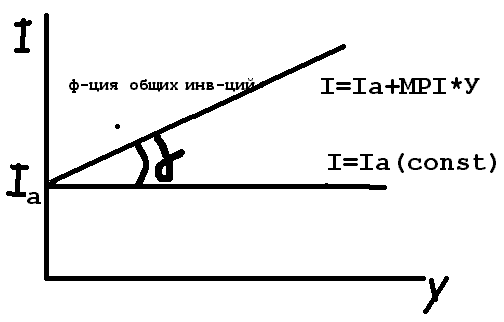 I
ф-ция общих инв-ций
I=Ia+MPI*У
Ia
γ
I=Ia(const)
У